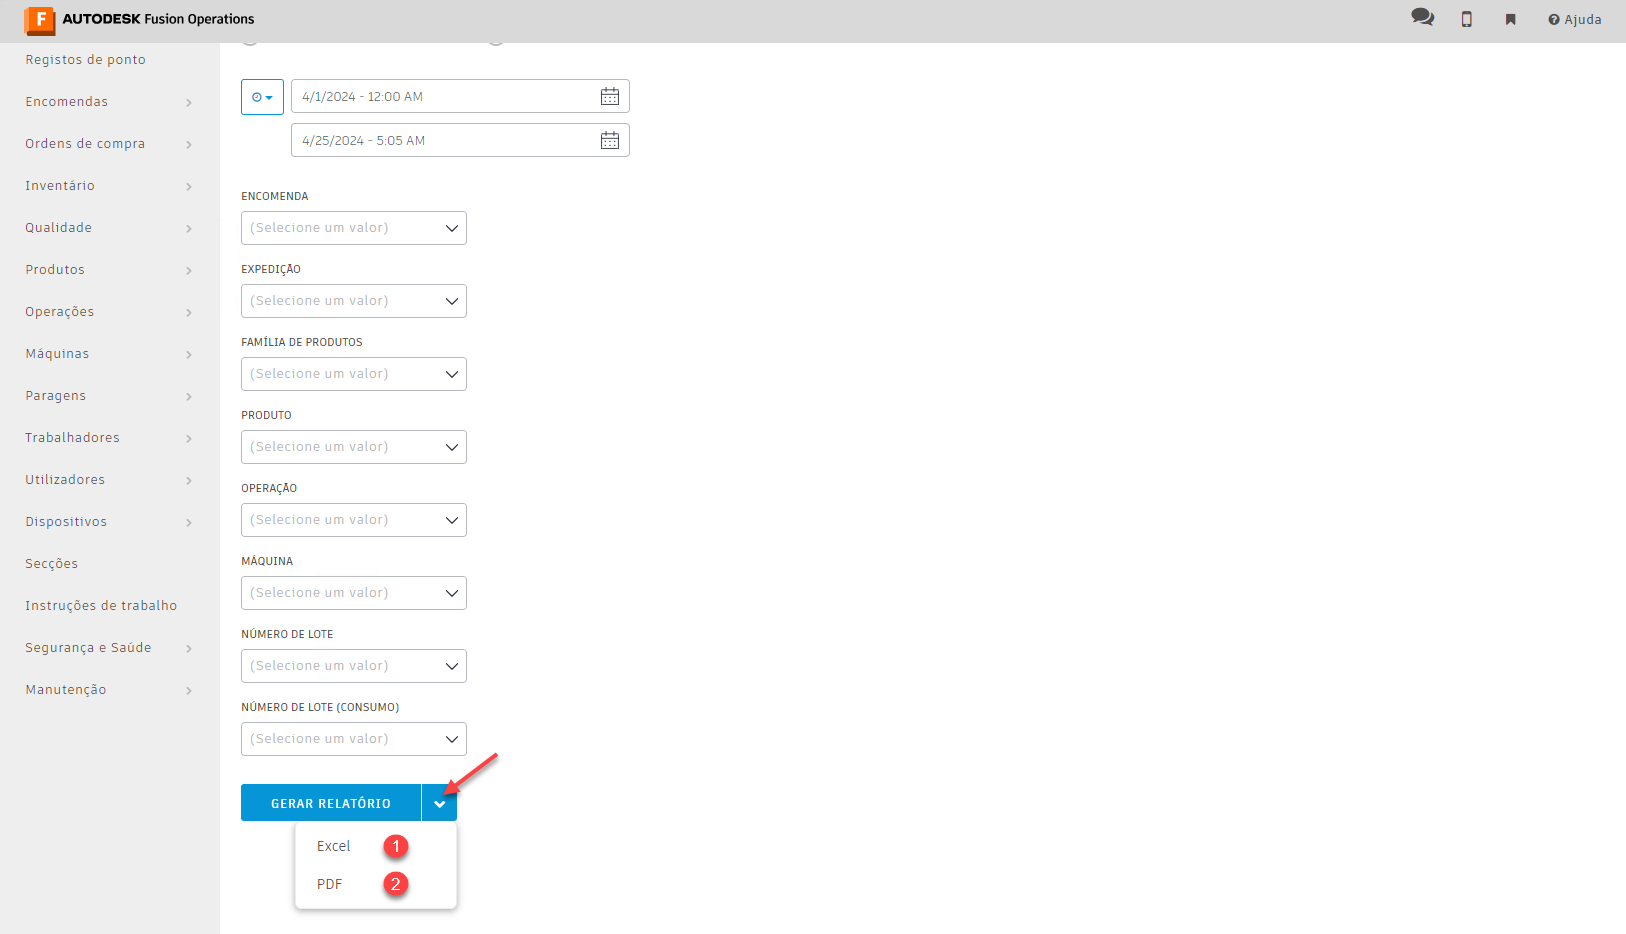 F AUTODESK Fusion Operations
Ajuda
Registos de ponto
Encomendas
Ordens de compra
Inventário
Qualidade
Produtos
Operações
Máquinas
Paragens
Trabalhadores
Utilizadores
Dispositivos
Secções
Instruções de trabalho
Segurança e Saúde
Manutenção
4/1/2024 - 12:00 AM
4/25/2024 - 5:05 AM
ENCOMENDA
(Selecione um valor)
EXPEDIÇÃO
(Selecione um valor)
FAMÍLIA DE PRODUTOS
(Selecione um valor)
PRODUTO
(Selecione um valor)
OPERAÇÃO
(Selecione um valor)
MÁQUINA
(Selecione um valor)
NÚMERO DE LOTE
(Selecione um valor)
NÚMERO DE LOTE (CONSUMO)
(Selecione um valor)
GERAR RELATÓRIO
Excel 1
PDF 2